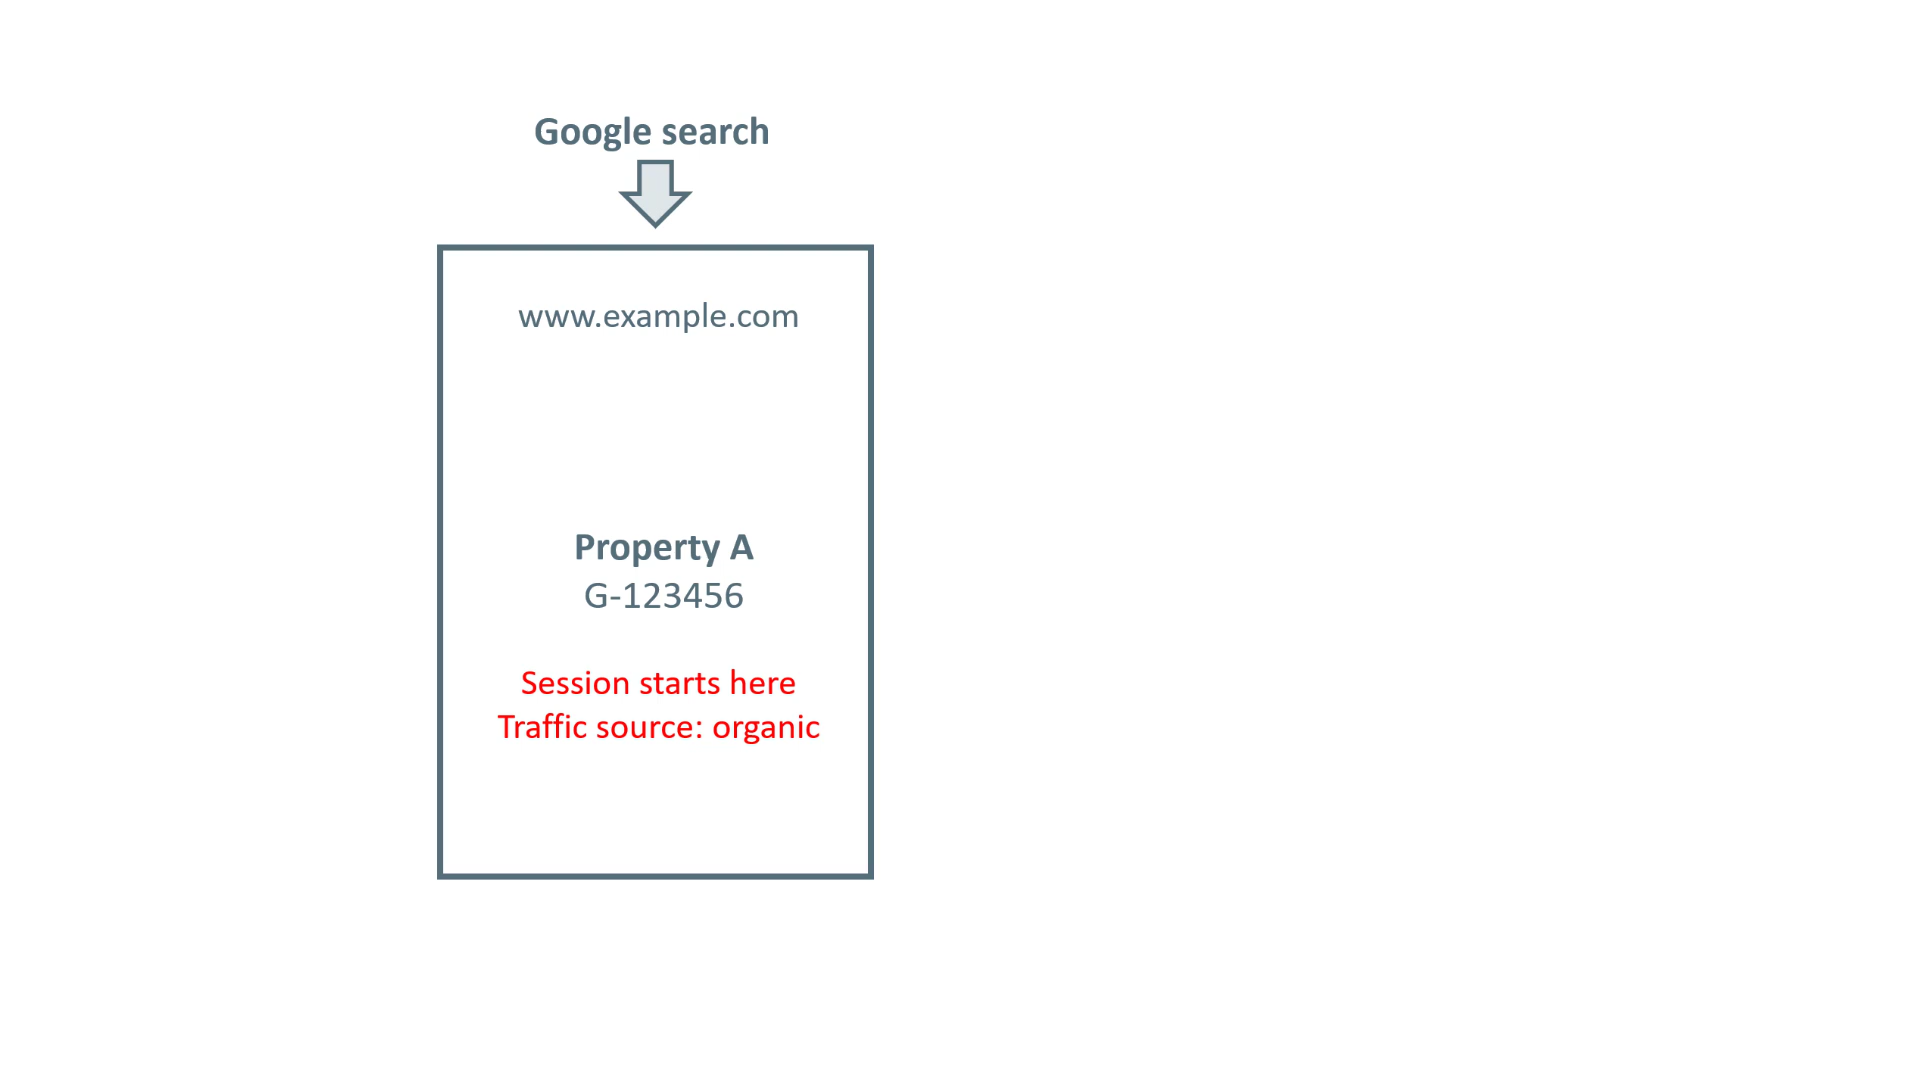 Google search
www.example.com
Property A
G-123456
Session starts here
Traffic source: organic